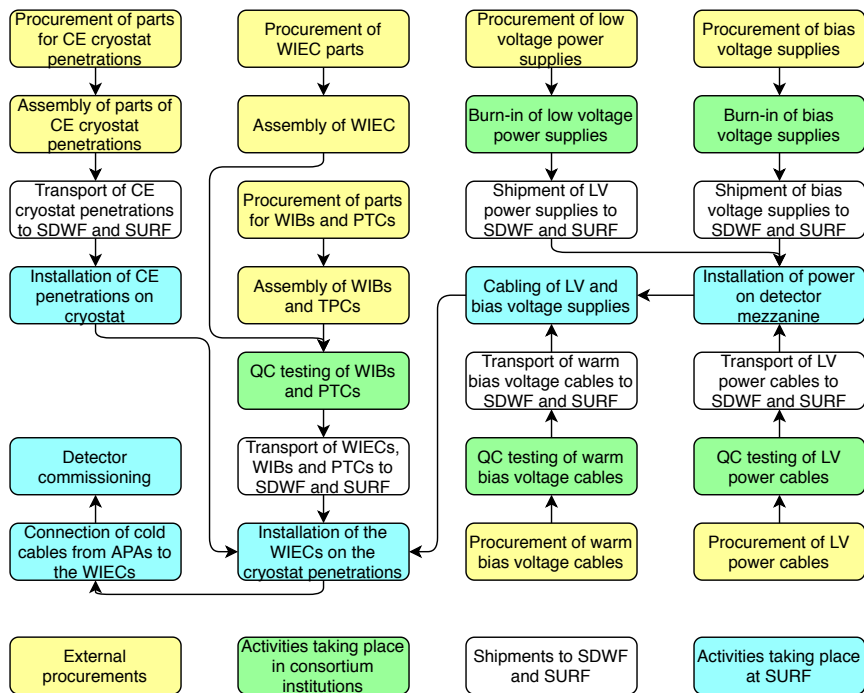 Procurement of parts
for CE cryostat
penetrations
Assembly of parts of
CE cryostat
penetrations
Transport of CE
cryostat penetrations
to SDWF and SURF
Installation of CE
penetrations on
cryostat
Detector
commissioning
Connection of cold
cables from APAs to
the WIECs
Procurement of
WIEC parts
Assembly of WIEC
Procurement of parts
for WIBs and PTCs
Assembly of WIBs
and TPCs
QC testing of WIBs
and PTCs
Transport of WIECs,
WIBs and PTCs to
SDWF and SURF
Installation of the
WIECs on the
cryostat penetrations
Procurement of low
voltage power
supplies
Burn-in of low voltage
power supplies
Shipment of LV
power supplies to
SDWF and SURF
Cabling of LV and
bias voltage supplies
Transport of warm
bias voltage cables to
SDWF and SURF
QC testing of warm
bias voltage cables
Procurement of warm
bias voltage cables
Procurement of bias
voltage supplies
Burn-in of bias
voltage supplies
Shipment of bias
voltage supplies to
SDWF and SURF
Installation of power
on detector
mezzanine
Transport of LV
power cables to
SDWF and SURF
QC testing of LV
power cables
Procurement of LV
power cables
External
procurements
Activities taking place
in consortium
institutions
Shipments to SDWF
and SURF
Activities taking place
at SURF